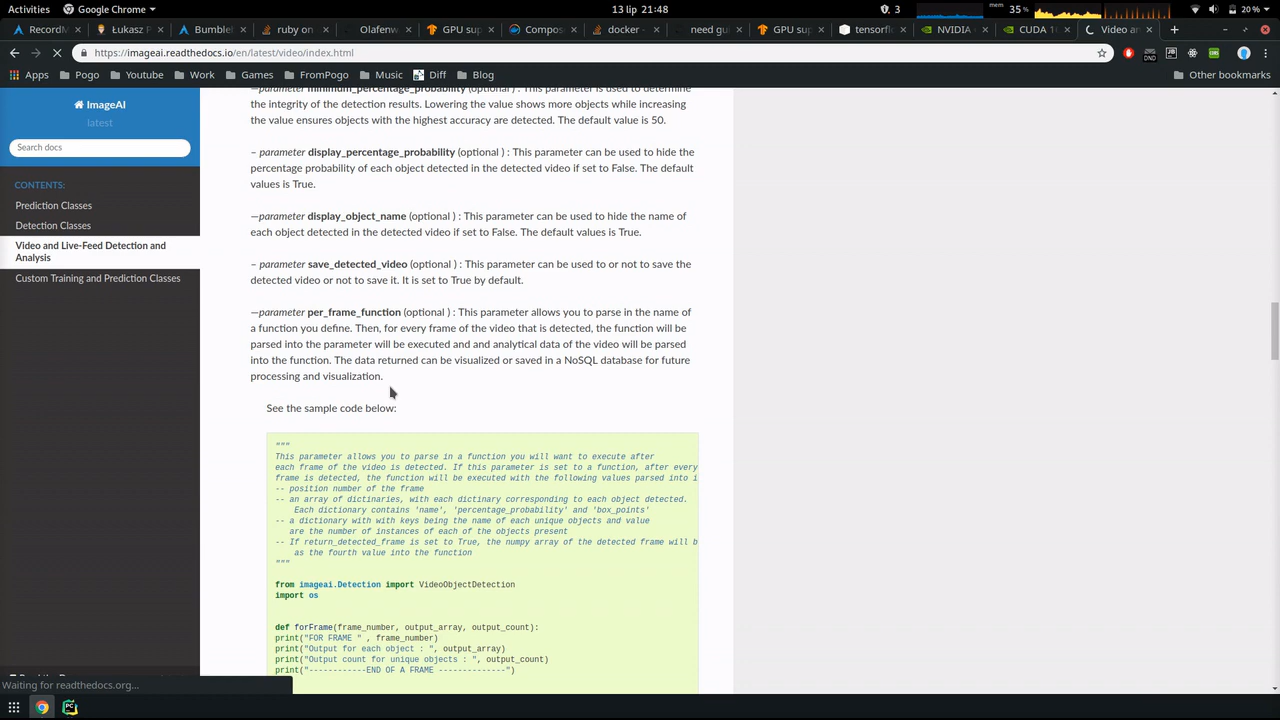 Activities
Google Chrome
13 lip 21:48
3
mem
35 %
20 %
RecordM
Łukasz P
Bumbleb
ruby on
Olafenw
GPU sup
Compos
docker -
need gui
GPU sup
tensorfl
NVIDIA
CUDA 10
Video an
https://imageai.readthedocs.io/en/latest/video/index.html
Apps
Pogo
Youtube
Work
Games
FromPogo
Music
Diff
Blog
Other bookmarks
ImageAI
latest
Search docs
CONTENTS:
Prediction Classes
Detection Classes
Video and Live-Feed Detection and
Analysis
Custom Training and Prediction Classes
—parameter minimum_percentage_probability (optional ) : This parameter is used to determine
the integrity of the detection results. Lowering the value shows more objects while increasing
the value ensures objects with the highest accuracy are detected. The default value is 50.
– parameter display_percentage_probability (optional ) : This parameter can be used to hide the
percentage probability of each object detected in the detected video if set to False. The default
values is True.
—parameter display_object_name (optional ) : This parameter can be used to hide the name of
each object detected in the detected video if set to False. The default values is True.
– parameter save_detected_video (optional ) : This parameter can be used to or not to save the
detected video or not to save it. It is set to True by default.
—parameter per_frame_function (optional ) : This parameter allows you to parse in the name of
a function you define. Then, for every frame of the video that is detected, the function will be
parsed into the parameter will be executed and and analytical data of the video will be parsed
into the function. The data returned can be visualized or saved in a NoSQL database for future
processing and visualization.
See the sample code below:
"""
This parameter allows you to parse in a function you will want to execute after
each frame of the video is detected. If this parameter is set to a function, after every
frame is detected, the function will be executed with the following values parsed into i
-- position number of the frame
-- an array of dictinaries, with each dictinary corresponding to each object detected.
Each dictionary contains 'name', 'percentage_probability' and 'box_points'
-- a dictionary with with keys being the name of each unique objects and value
are the number of instances of each of the objects present
-- If return_detected_frame is set to True, the numpy array of the detected frame will b
as the fourth value into the function
"""
from imageai.Detection import VideoObjectDetection
import os
def forFrame(frame_number, output_array, output_count):
print("FOR FRAME " , frame_number)
print("Output for each object : ", output_array)
print("Output count for unique objects : ", output_count)
print("------------END OF A FRAME --------------")
Waiting for readthedocs.org...